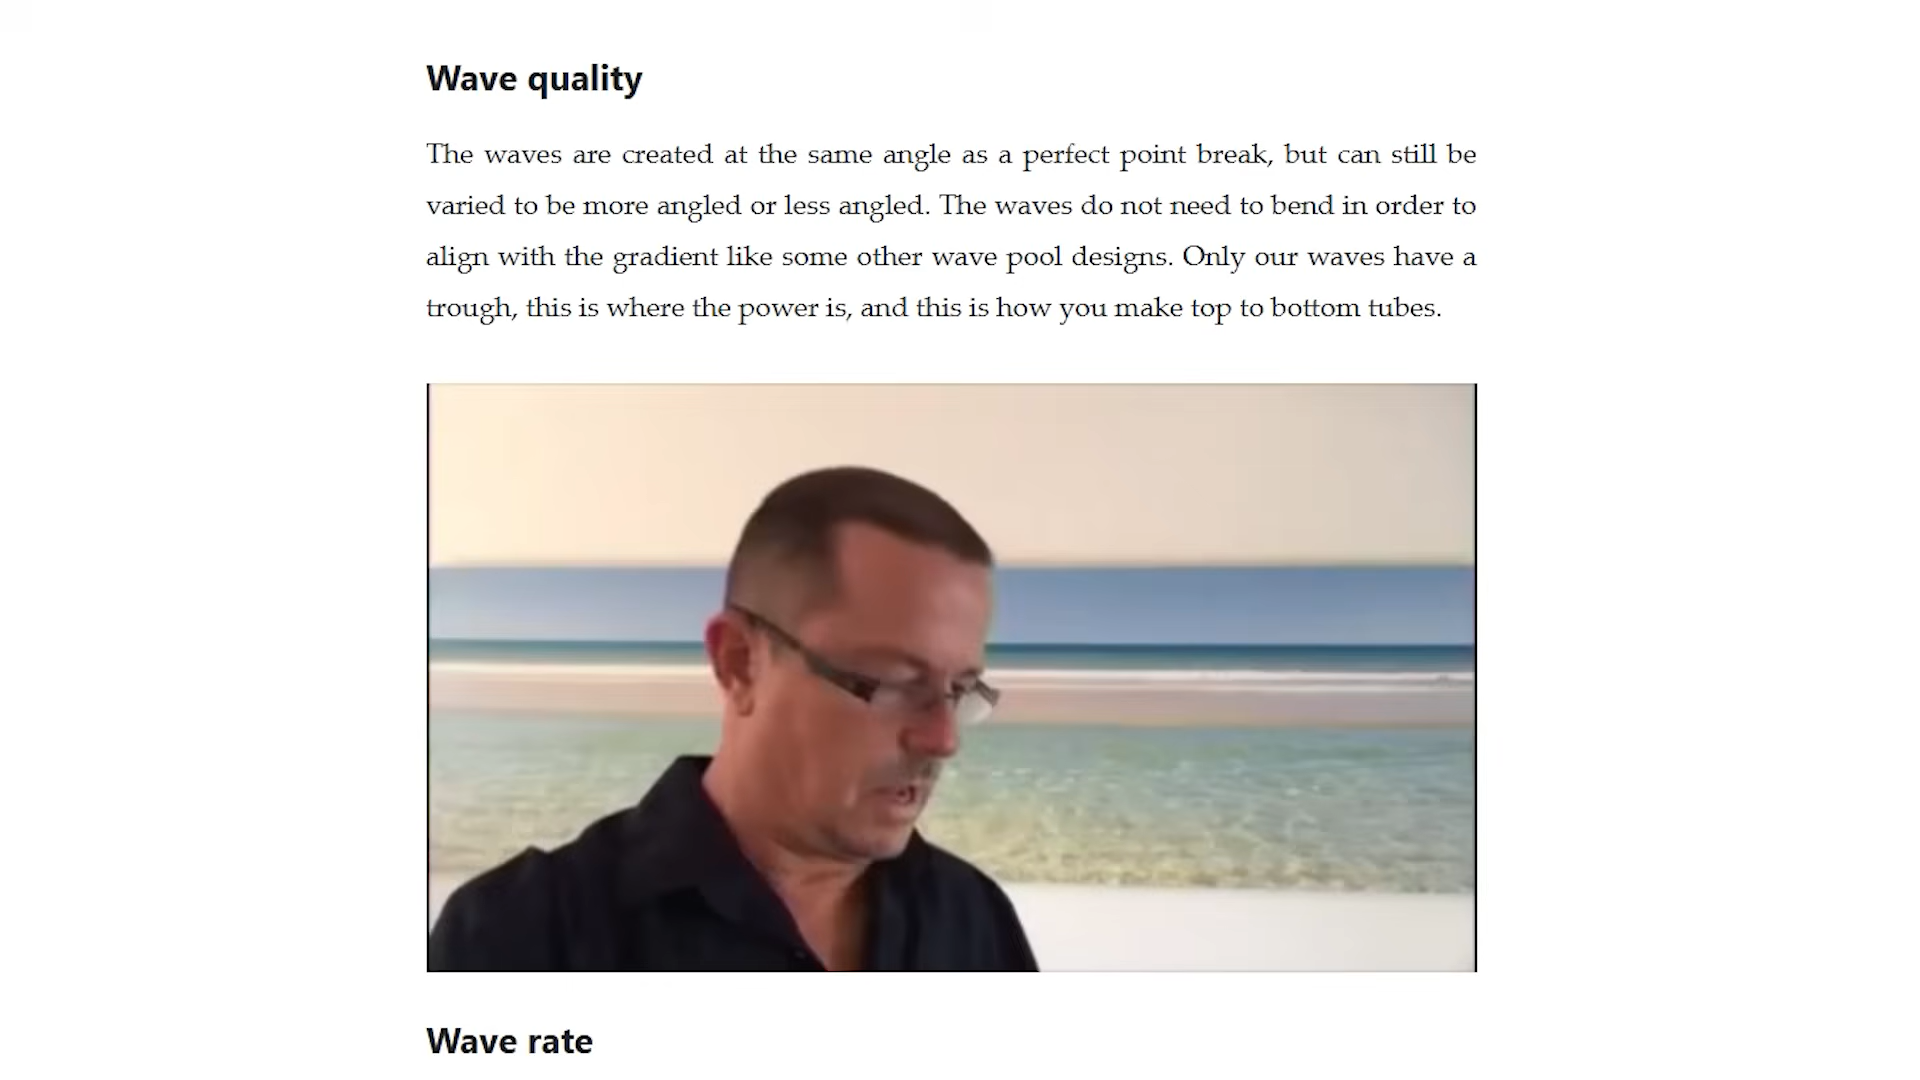 Wave quality
The waves are created at the same angle as a perfect point break, but can still be
varied to be more angled or less angled. The waves do not need to bend in order to
align with the gradient like some other wave pool designs. Only our waves have a
trough, this is where the power is, and this is how you make top to bottom tubes.
Wave rate